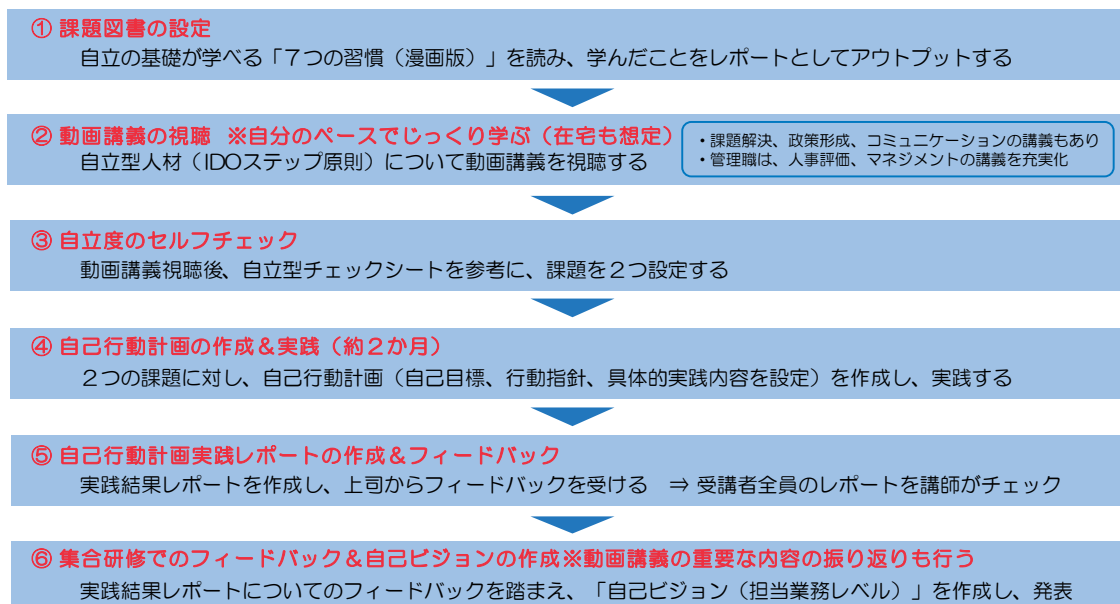 ① 課題図書の設定
自立の基礎が学べる「７つの習慣（漫画版）」を読み、学んだことをレポートとしてアウトプットする
② 動画講義の視聴 ※自分のペースでじっくり学ぶ（在宅も想定）
自立型人材（IDOステップ原則）について動画講義を視聴する
・課題解決、政策形成、コミュニケーションの講義もあり
・管理職は、人事評価、マネジメントの講義を充実化
③ 自立度のセルフチェック
動画講義視聴後、自立型チェックシートを参考に、課題を２つ設定する
④ 自己行動計画の作成＆実践（約２か月）
２つの課題に対し、自己行動計画（自己目標、行動指針、具体的実践内容を設定）を作成し、実践する
⑤ 自己行動計画実践レポートの作成＆フィードバック
実践結果レポートを作成し、上司からフィードバックを受ける ⇒ 受講者全員のレポートを講師がチェック
⑥ 集合研修でのフィードバック＆自己ビジョンの作成※動画講義の重要な内容の振り返りも行う
実践結果レポートについてのフィードバックを踏まえ、「自己ビジョン（担当業務レベル）」を作成し、発表